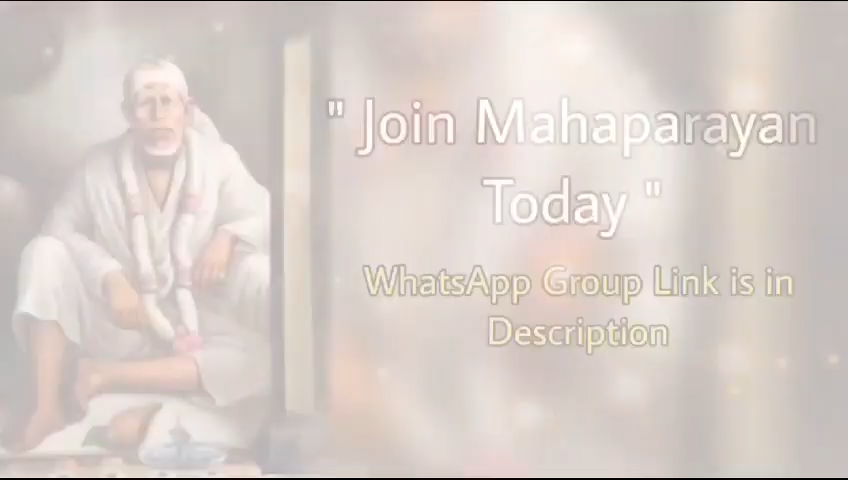 " Join Mahaparayan
Today "
WhatsApp Group Link is in
Description